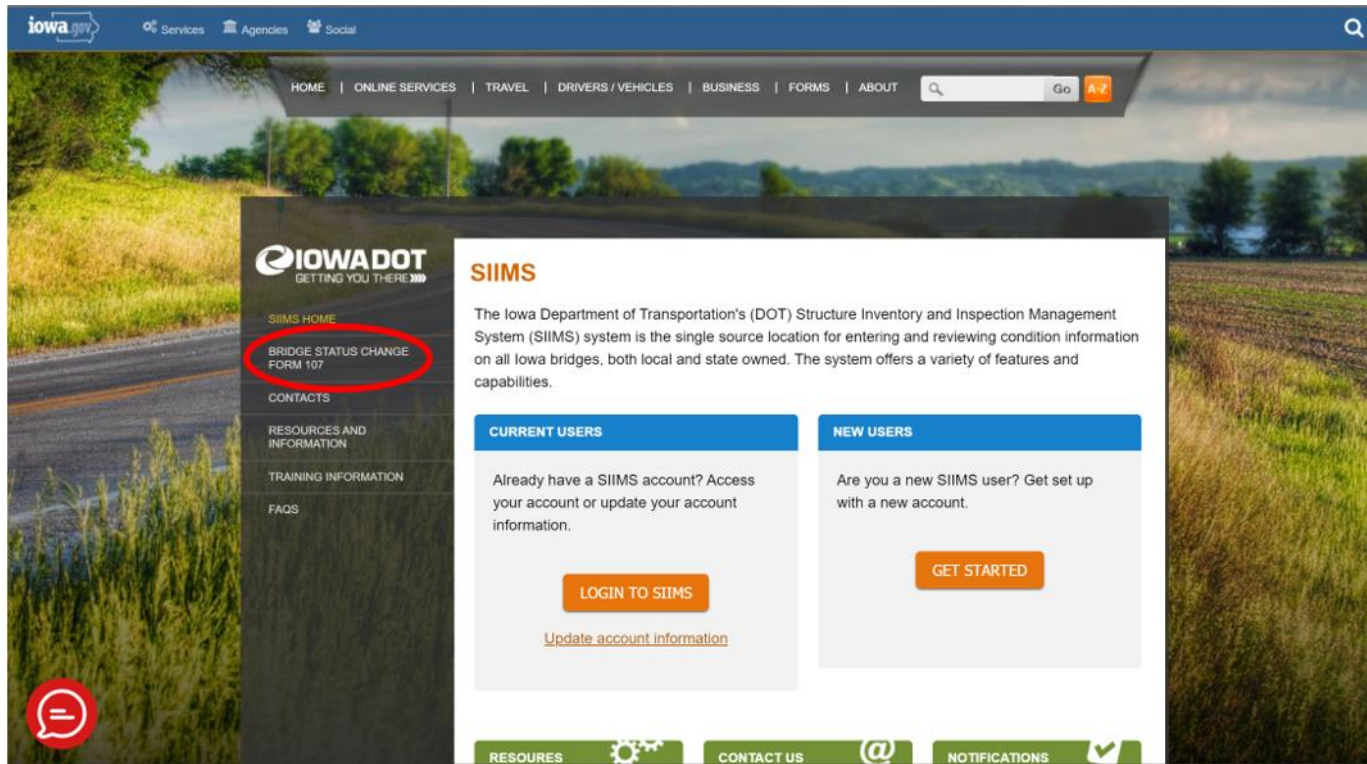 iowa.gov
Services Agencies Social
HOME | ONLINE SERVICES | TRAVEL | DRIVERS / VEHICLES | BUSINESS | FORMS | ABOUT Go A-Z
IOWADOT
GETTING YOU THERE
SIIMS HOME
BRIDGE STATUS CHANGE
FORM 107
CONTACTS
RESOURCES AND
INFORMATION
TRAINING INFORMATION
FAQS
SIIMS
The Iowa Department of Transportation's (DOT) Structure Inventory and Inspection Management
System (SIIMS) system is the single source location for entering and reviewing condition information
on all Iowa bridges, both local and state owned. The system offers a variety of features and
capabilities.
CURRENT USERS
Already have a SIIMS account? Access
your account or update your account
information.
LOGIN TO SIIMS
Update account information
NEW USERS
Are you a new SIIMS user? Get set up
with a new account.
GET STARTED
RESOURES
CONTACT US
@
NOTIFICATIONS